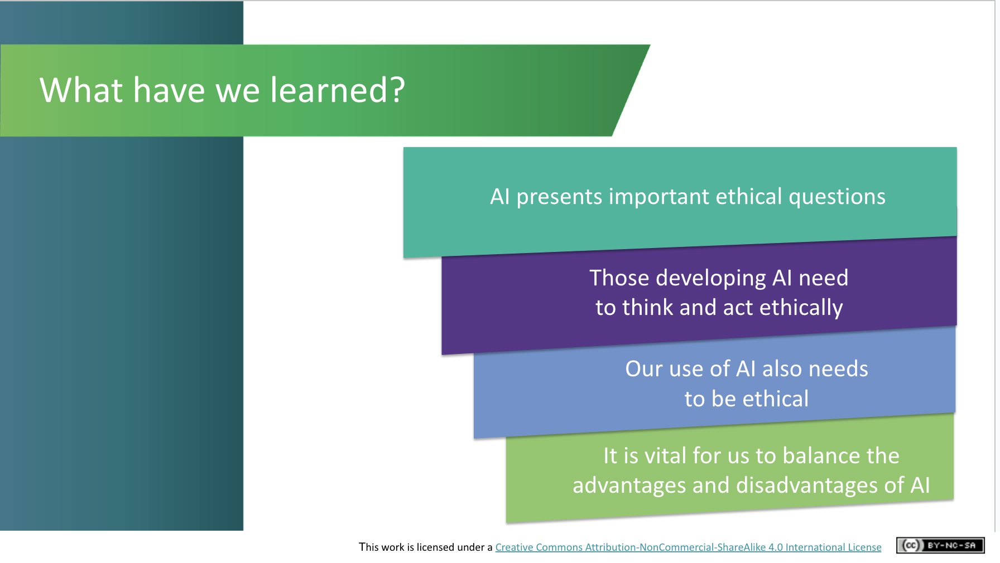 What have we learned?
AI presents important ethical questions
Those developing AI need
to think and act ethically
Our use of AI also needs
to be ethical
It is vital for us to balance the
advantages and disadvantages of AI
This work is licensed under a Creative Commons Attribution-NonCommercial-ShareAlike 4.0 International License
cc BY-NC-SA